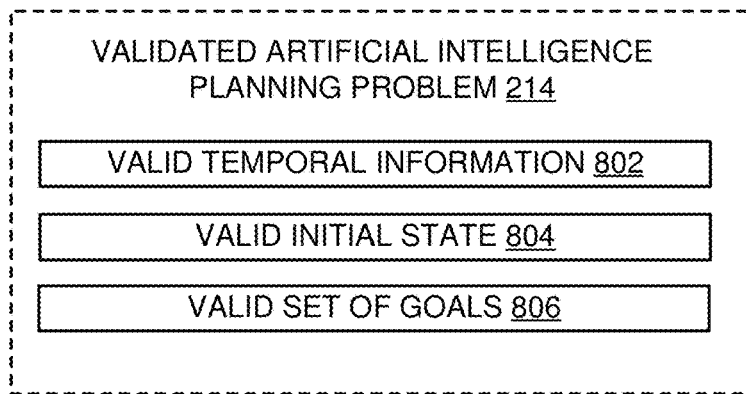 VALIDATED ARTIFICIAL INTELLIGENCE
PLANNING PROBLEM 214
VALID TEMPORAL INFORMATION 802
VALID INITIAL STATE 804
VALID SET OF GOALS 806